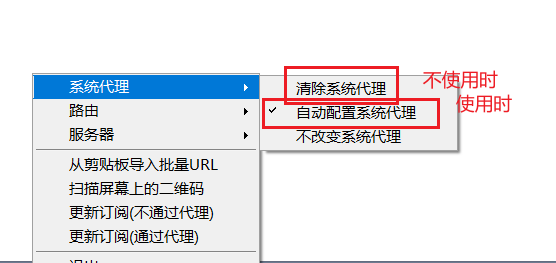 系统代理
清除系统代理
不使用时
路由
自动配置系统代理
使用时
服务器
不改变系统代理
从剪贴板导入批量URL
扫描屏幕上的二维码
更新订阅(不通过代理)
更新订阅(通过代理)